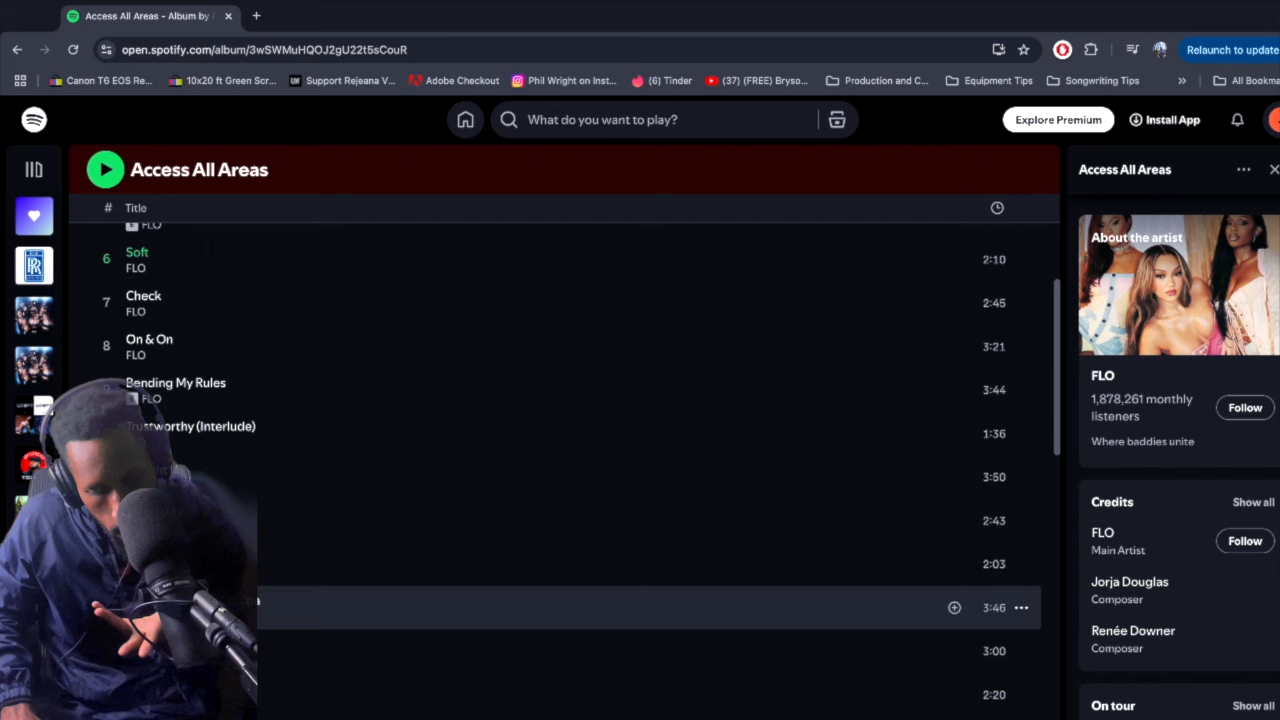 Access All Areas - Album by
open.spotify.com/album/3wSWMuHQOJ2gU22t5sCouR
Relaunch to update
Canon T6 EOS Re...
10x20 ft Green Scr...
Support Rejeana V...
Adobe Checkout
Phil Wright on Inst...
(6) Tinder
(37) (FREE) Bryso...
Production and C...
Equipment Tips
Songwriting Tips
All Bookma
What do you want to play?
Explore Premium
Install App
Access All Areas
# Title
E FLO
6 Soft 2:10
FLO
7 Check 2:45
FLO
8 On & On 3:21
FLO
Bending My Rules 3:44
FLO
Trustworthy (Interlude) 1:36
3:50
2:43
2:03
3:46
3:00
2:20
Access All Areas
About the artist
FLO
1,878,261 monthly
listeners
Follow
Where baddies unite
Credits
Show all
FLO
Main Artist
Follow
Jorja Douglas
Composer
Renée Downer
Composer
On tour
Show all